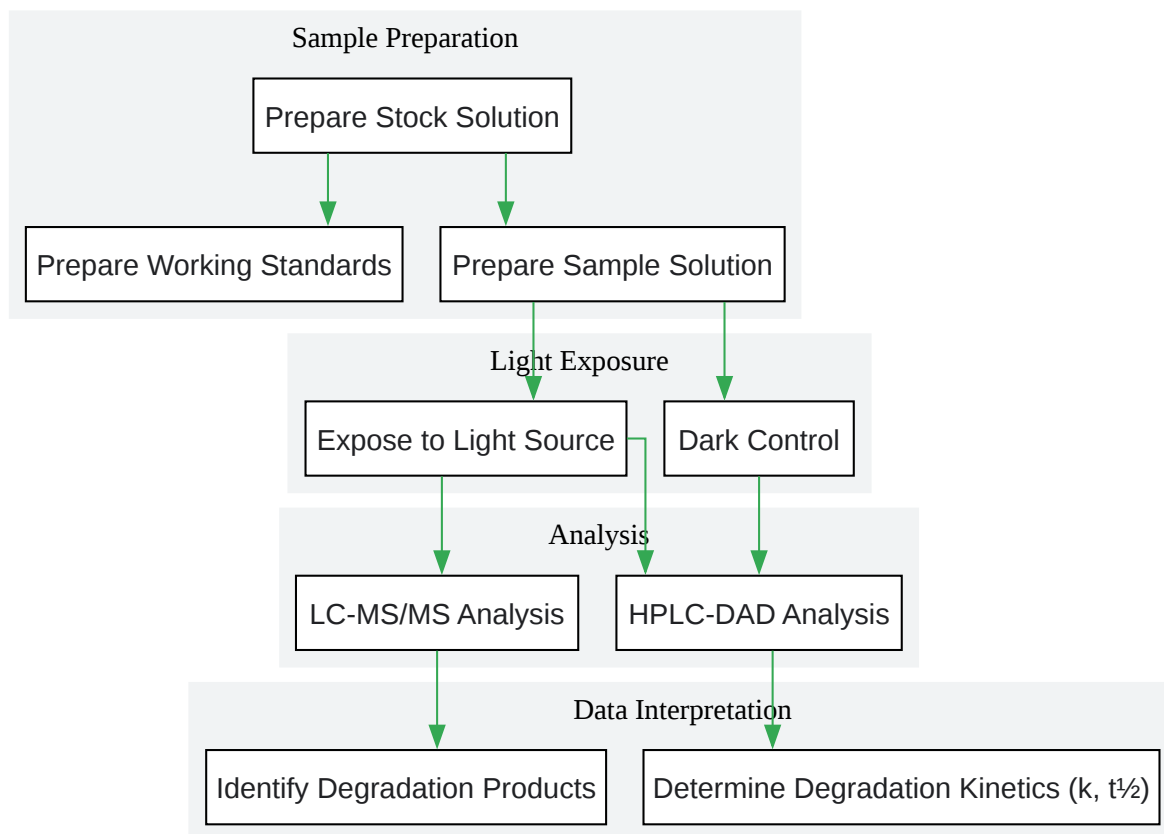 Sample Preparation
Prepare Stock Solution
Prepare Working Standards
Prepare Sample Solution
Light Exposure
Expose to Light Source
Dark Control
Analysis
LC-MS/MS Analysis
HPLC-DAD Analysis
Data Interpretation
Identify Degradation Products
Determine Degradation Kinetics (k, t½)